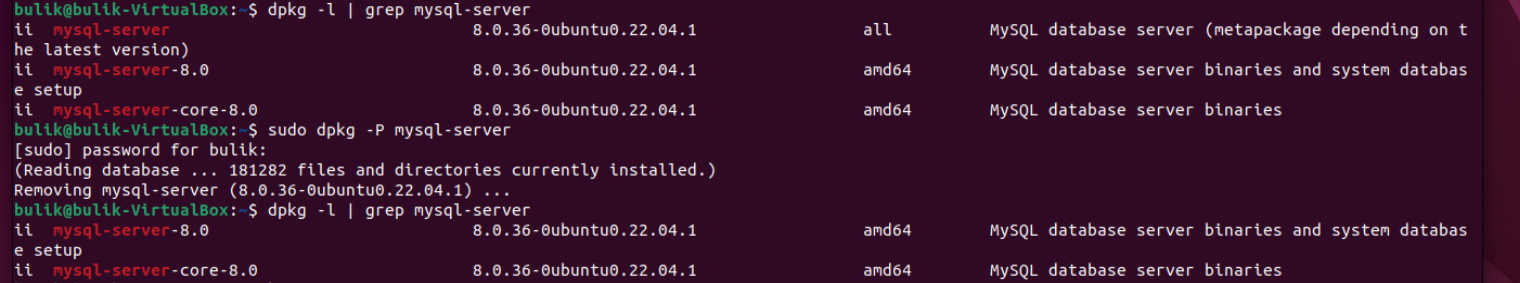 bulik@bulik-VirtualBox:~$ dpkg -l | grep mysql-server
ii  mysql-server                               8.0.36-0ubuntu0.22.04.1                 all          MySQL database server (metapackage depending on t
he latest version)
ii  mysql-server-8.0                           8.0.36-0ubuntu0.22.04.1                 amd64        MySQL database server binaries and system databas
e setup
ii  mysql-server-core-8.0                      8.0.36-0ubuntu0.22.04.1                 amd64        MySQL database server binaries
bulik@bulik-VirtualBox:~$ sudo dpkg -P mysql-server
[sudo] password for bulik:
(Reading database ... 181282 files and directories currently installed.)
Removing mysql-server (8.0.36-0ubuntu0.22.04.1) ...
bulik@bulik-VirtualBox:~$ dpkg -l | grep mysql-server
ii  mysql-server-8.0                           8.0.36-0ubuntu0.22.04.1                 amd64        MySQL database server binaries and system databas
e setup
ii  mysql-server-core-8.0                      8.0.36-0ubuntu0.22.04.1                 amd64        MySQL database server binaries